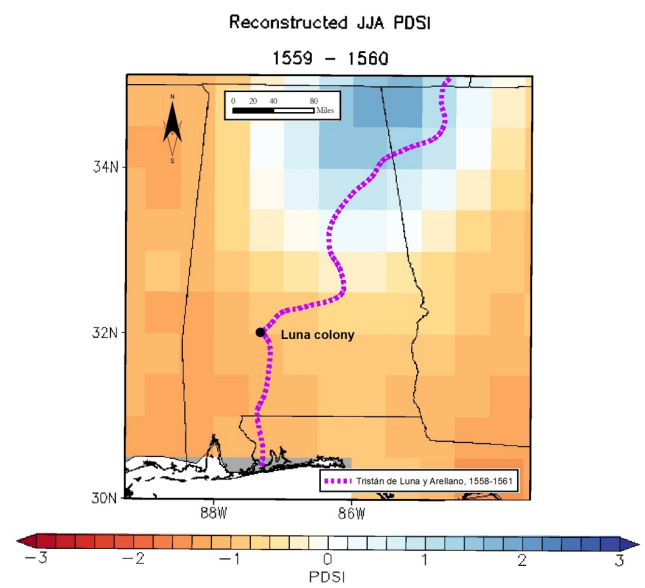 Reconstructed JJA PDSI
1559 - 1560
N
S
0 20 40 80
Miles
34N
32N
30N
Luna colony
Tristán de Luna y Arellano, 1558-1561
88W 86W
-3 -2 -1 0 1 2 3
PDSI